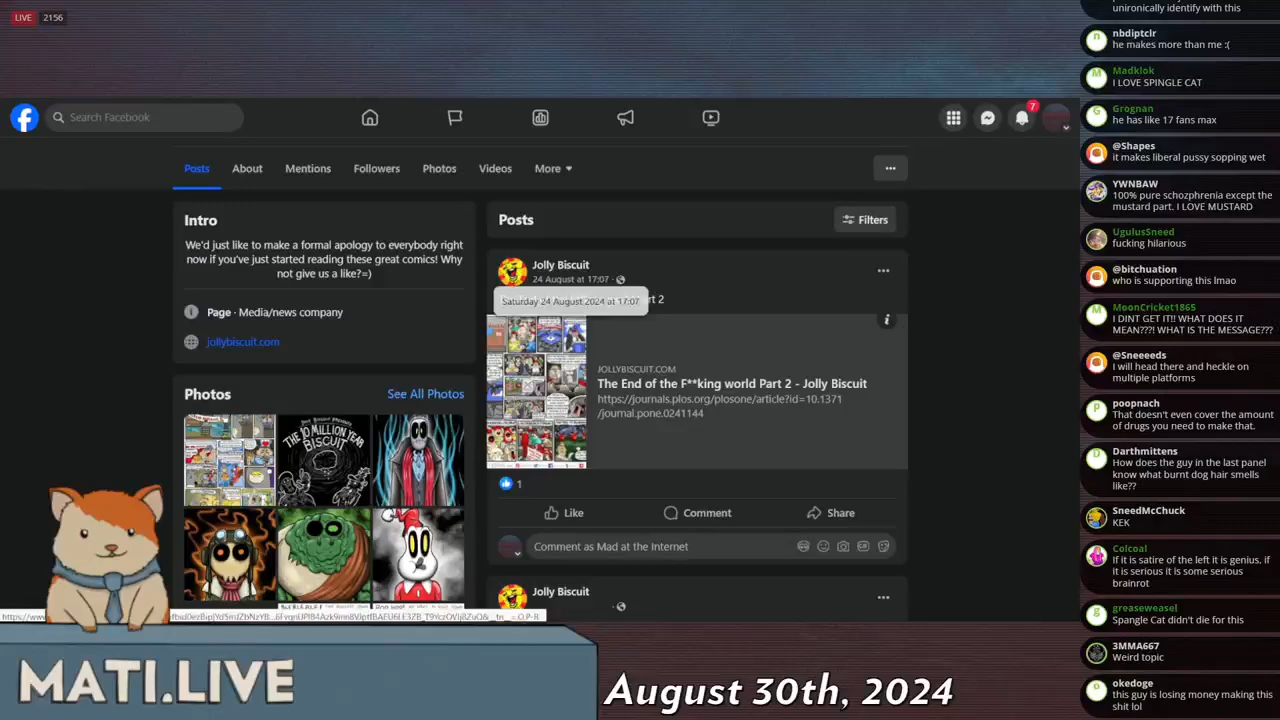 LIVE 2156
Search Facebook
7
Posts About Mentions Followers Photos Videos More
Intro
We'd just like to make a formal apology to everybody right
now if you've just started reading these great comics! Why
not give us a like?=)
Page · Media/news company
jollybiscuit.com
Photos
See All Photos
THE 10 MILLION YEAR
BISCUIT
Posts
Filters
Jolly Biscuit
24 August at 17:07 ·
Saturday 24 August 2024 at 17:07
rt 2
JOLLYBISCUIT.COM
The End of the F**king world Part 2 - Jolly Biscuit
https://journals.plos.org/plosone/article?id=10.1371
/journal.pone.0241144
1
Like
Comment
Share
Comment as Mad at the Internet
Jolly Biscuit
MATI.LIVE
August 30th, 2024
unironically identify with this
nbdiptclr
he makes more than me :(
Madklok
I LOVE SPINGLE CAT
Grognan
he has like 17 fans max
@Shapes
it makes liberal pussy sopping wet
YWNBAW
100% pure schozphrenia except the
mustard part. I LOVE MUSTARD
UgulusSneed
fucking hilarious
@bitchuation
who is supporting this lmao
MoonCricket1865
I DINT GET IT!! WHAT DOES IT
MEAN???! WHAT IS THE MESSAGE???
@Sneeeeds
I will head there and heckle on
multiple platforms
poopnach
That doesn't even cover the amount
of drugs you need to make that.
Darthmittens
How does the guy in the last panel
know what burnt dog hair smells
like??
SneedMcChuck
KEK
Colcoal
If it is satire of the left it is genius, if
it is serious it is some serious
brainrot
greaseweasel
Spangle Cat didn't die for this
3MMA667
Weird topic
okedoge
this guy is losing money making this
shit lol